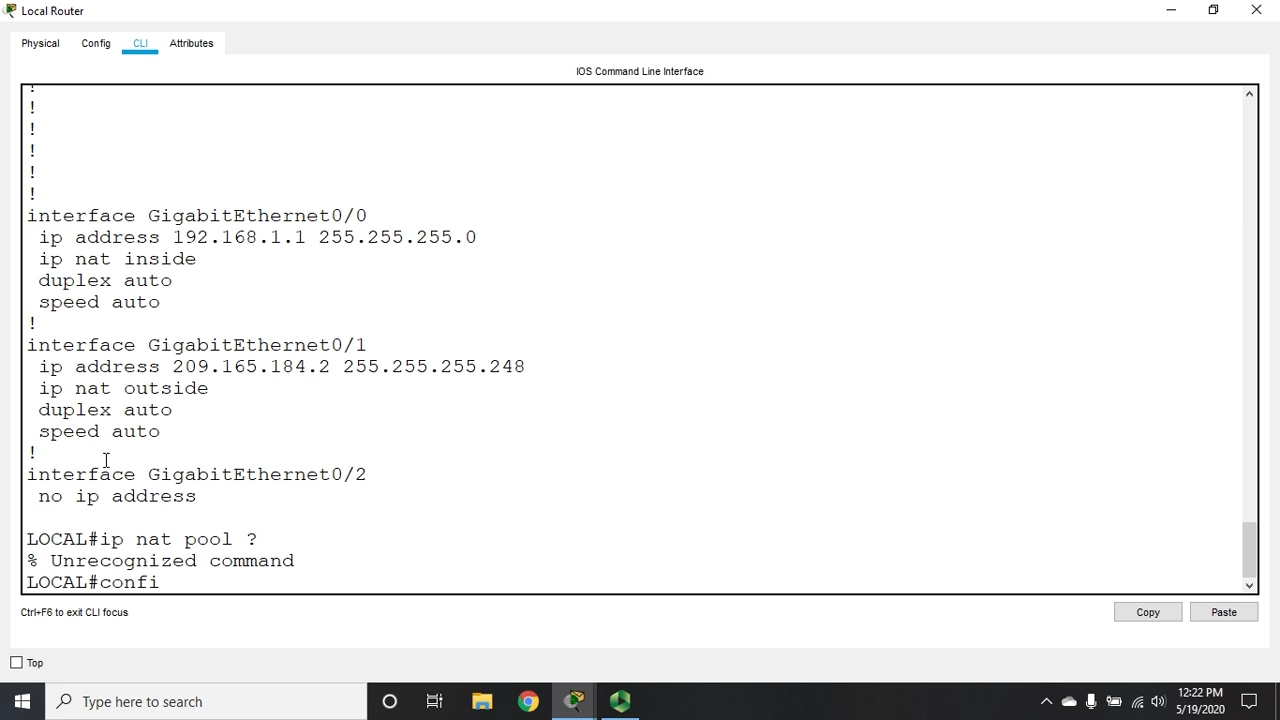 Local Router
Physical Config CLI Attributes
IOS Command Line Interface
!
!
!
!
!
!
interface GigabitEthernet0/0
ip address 192.168.1.1 255.255.255.0
ip nat inside
duplex auto
speed auto
!
interface GigabitEthernet0/1
ip address 209.165.184.2 255.255.255.248
ip nat outside
duplex auto
speed auto
!
interface GigabitEthernet0/2
no ip address
LOCAL#ip nat pool ?
% Unrecognized command
LOCAL#confi
Ctrl+F6 to exit CLI focus
Copy Paste
Top
Type here to search
12:22 PM
5/19/2020